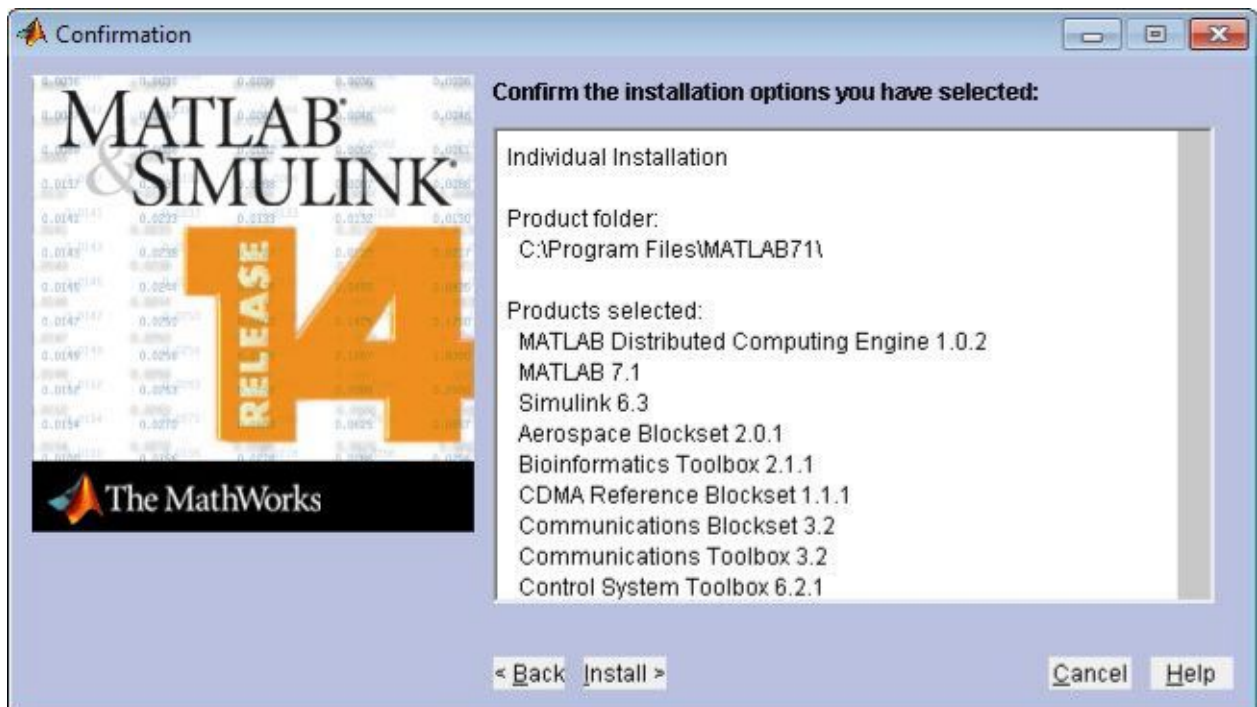 Confirmation
MATLAB®
& SIMULINK®
RELEASE 14
The MathWorks
Confirm the installation options you have selected:
Individual Installation
Product folder:
C:\Program Files\MATLAB71\
Products selected:
MATLAB Distributed Computing Engine 1.0.2
MATLAB 7.1
Simulink 6.3
Aerospace Blockset 2.0.1
Bioinformatics Toolbox 2.1.1
CDMA Reference Blockset 1.1.1
Communications Blockset 3.2
Communications Toolbox 3.2
Control System Toolbox 6.2.1
< Back Install > Cancel Help